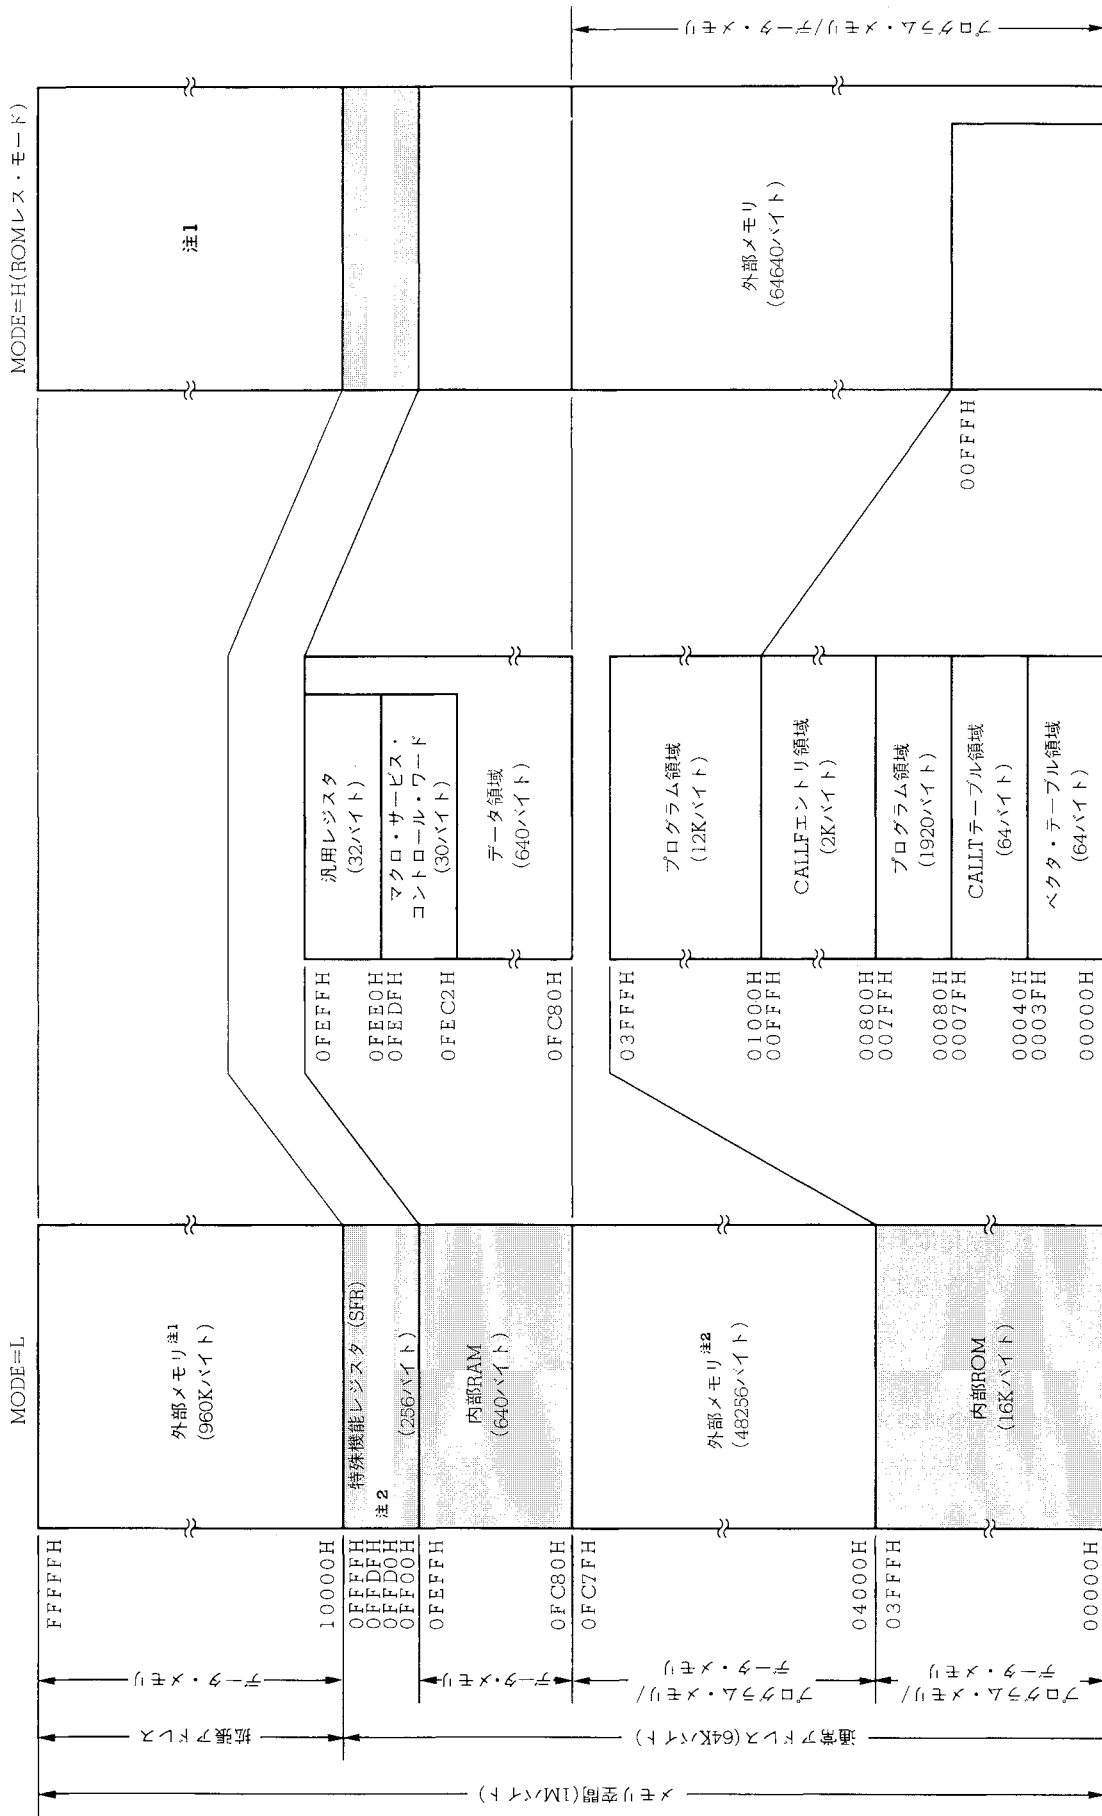 MODE=L
メモリ空間(1Mバイト)
拡張アドレス
通常アドレス(64Kバイト)
データ・メモリ
データ・メモリ
プログラム・メモリ/
データ・メモリ
プログラム・メモリ/
データ・メモリ
FFFFFH
10000H
0FFFFH
0FFDFH
0FFD0H
0FF00H
0FEFFH
0FC80H
0FC7FH
04000H
03FFFH
00000H
外部メモリ注1
(960Kバイト)
特殊機能レジスタ (SFR)
注2
(256バイト)
内部RAM
(640バイト)
外部メモリ注2
(48256バイト)
内部ROM
(16Kバイト)
0FEFFH
0FEE0H
0FEDFH
0FEC2H
0FC80H
03FFFH
01000H
00FFFH
00800H
007FFH
00080H
0007FH
00040H
0003FH
00000H
汎用レジスタ
(32バイト)
マクロ・サービス・
コントロール・ワード
(30バイト)
データ領域
(640バイト)
プログラム領域
(12Kバイト)
CALLFエントリ領域
(2Kバイト)
プログラム領域
(1920バイト)
CALLTテーブル領域
(64バイト)
ベクタ・テーブル領域
(64バイト)
MODE=H(ROMレス・モード)
注1
外部メモリ
(64640バイト)
00FFFH
プログラム・メモリ/データ・メモリ